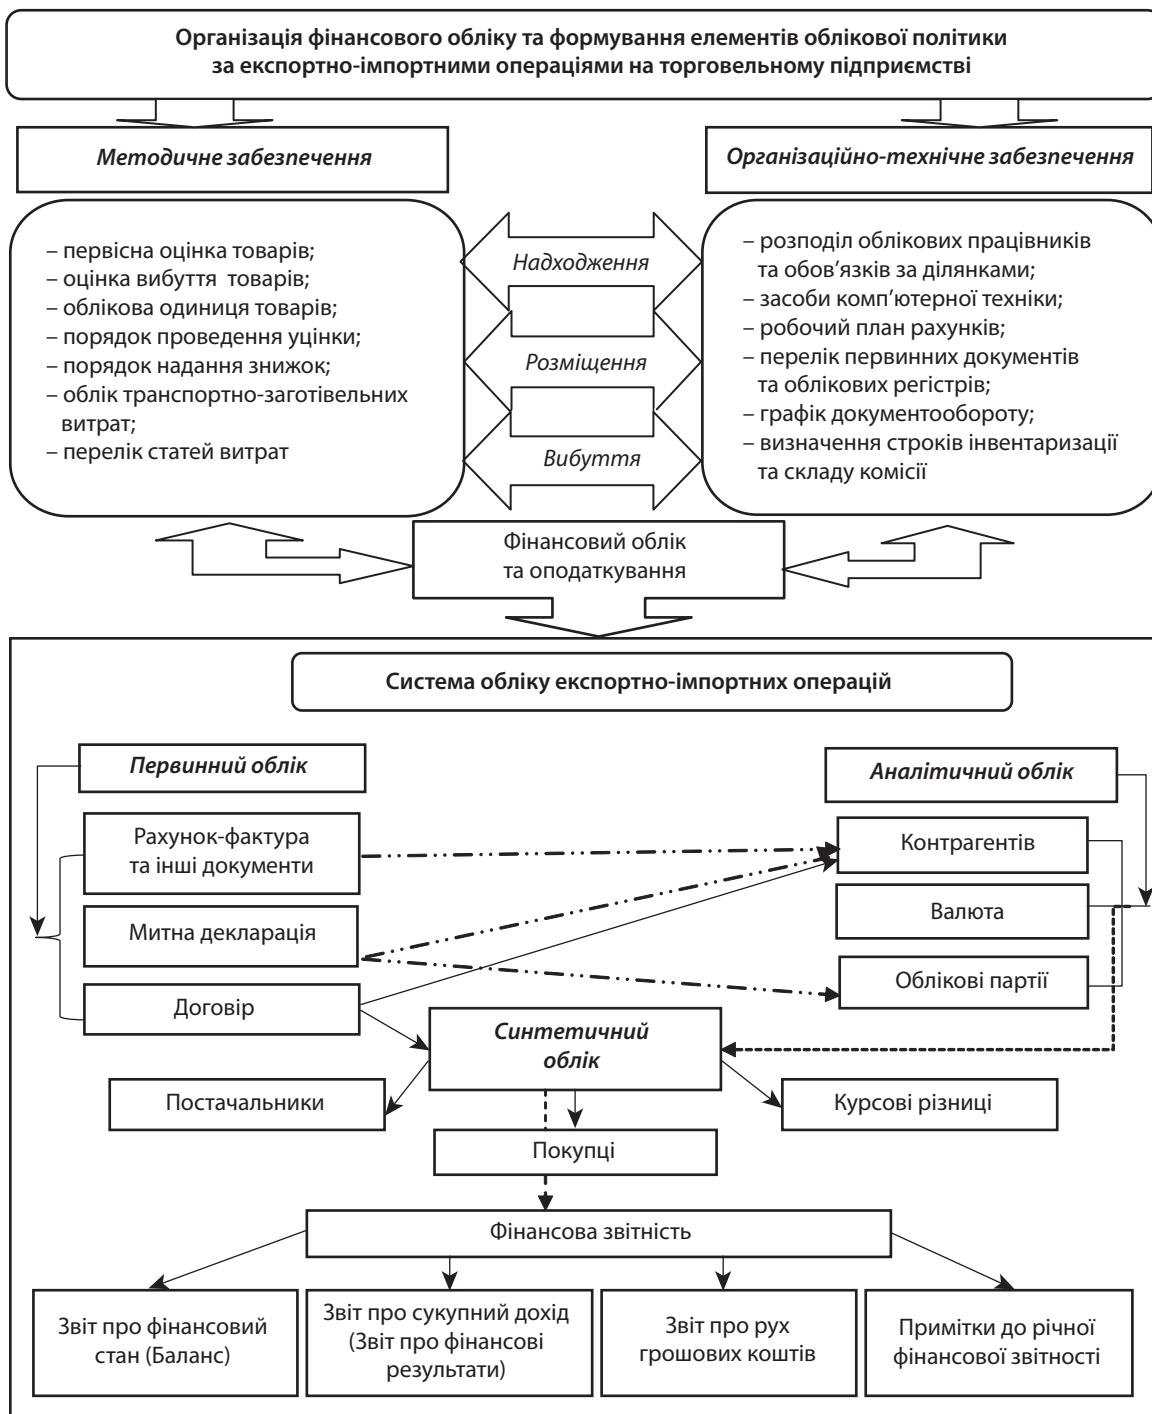 Організація фінансового обліку та формування елементів облікової політики
за експортно-імпортними операціями на торговельному підприємстві
Методичне забезпечення
Організаційно-технічне забезпечення
– первісна оцінка товарів;
– оцінка вибуття товарів;
– облікова одиниця товарів;
– порядок проведення уцінки;
– порядок надання знижок;
– облік транспортно-заготівельних
витрат;
– перелік статей витрат
Надходження
Розміщення
Вибуття
– розподіл облікових працівників
та обов’язків за ділянками;
– засоби комп’ютерної техніки;
– робочий план рахунків;
– перелік первинних документів
та облікових регістрів;
– графік документообороту;
– визначення строків інвентаризації
та складу комісії
Фінансовий облік
та оподаткування
Система обліку експортно-імпортних операцій
Первинний облік
Аналітичний облік
Рахунок-фактура
та інші документи
Контрагентів
Митна декларація
Валюта
Договір
Облікові партії
Синтетичний
облік
Постачальники
Курсові різниці
Покупці
Фінансова звітність
Звіт про фінансовий
стан (Баланс)
Звіт про сукупний дохід
(Звіт про фінансові
результати)
Звіт про рух
грошових коштів
Примітки до річної
фінансової звітності